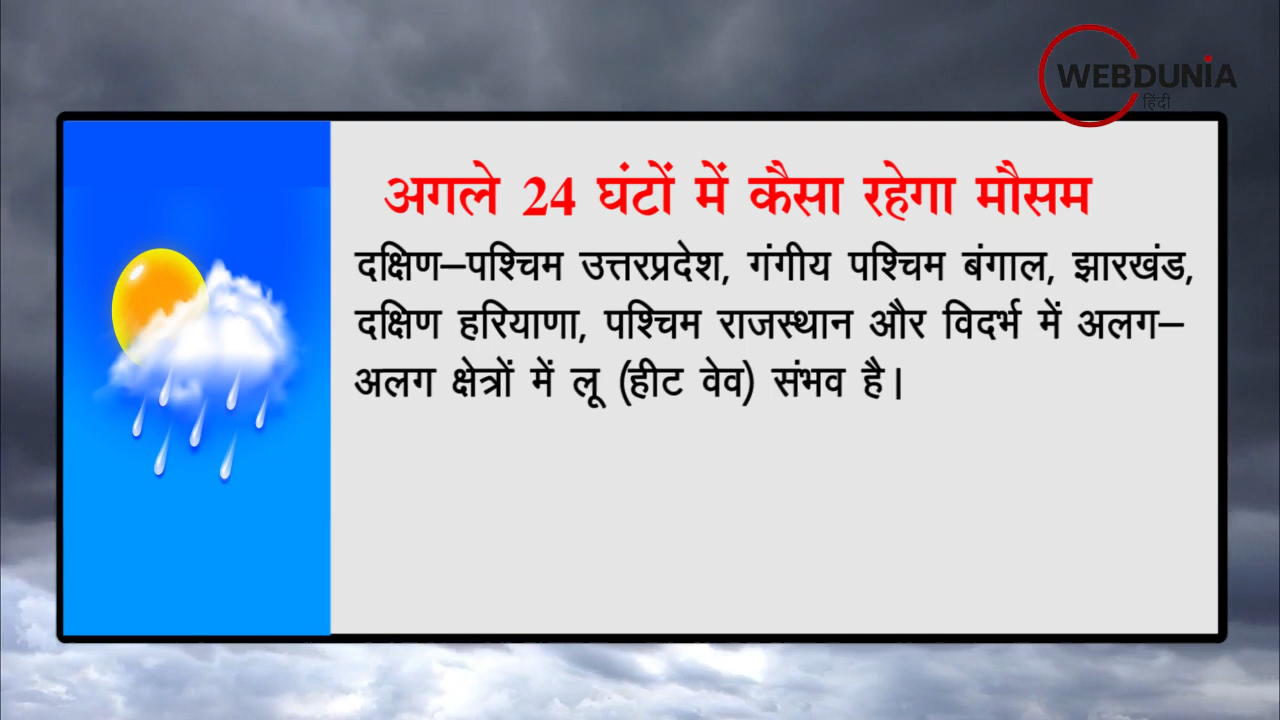 WEBDUNIA
हिंदी
अगले 24 घंटों में कैसा रहेगा मौसम
दक्षिण–पश्चिम उत्तरप्रदेश, गंगीय पश्चिम बंगाल, झारखंड,
दक्षिण हरियाणा, पश्चिम राजस्थान और विदर्भ में अलग–
अलग क्षेत्रों में लू (हीट वेव) संभव है।